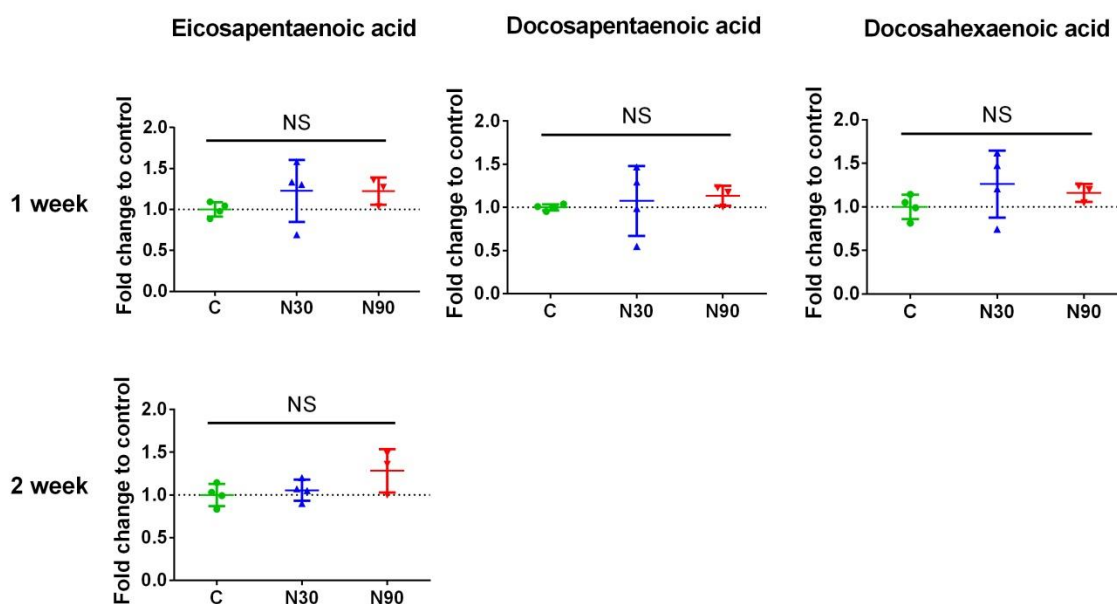 Eicosapentaenoic acid
Docosapentaenoic acid
Docosahexaenoic acid
1 week
Fold change to control
2.0
1.5
1.0
0.5
0.0
NS
C
N30
N90
Fold change to control
2.0
1.5
1.0
0.5
0.0
NS
C
N30
N90
Fold change to control
2.0
1.5
1.0
0.5
0.0
NS
C
N30
N90
2 week
Fold change to control
2.0
1.5
1.0
0.5
0.0
NS
C
N30
N90